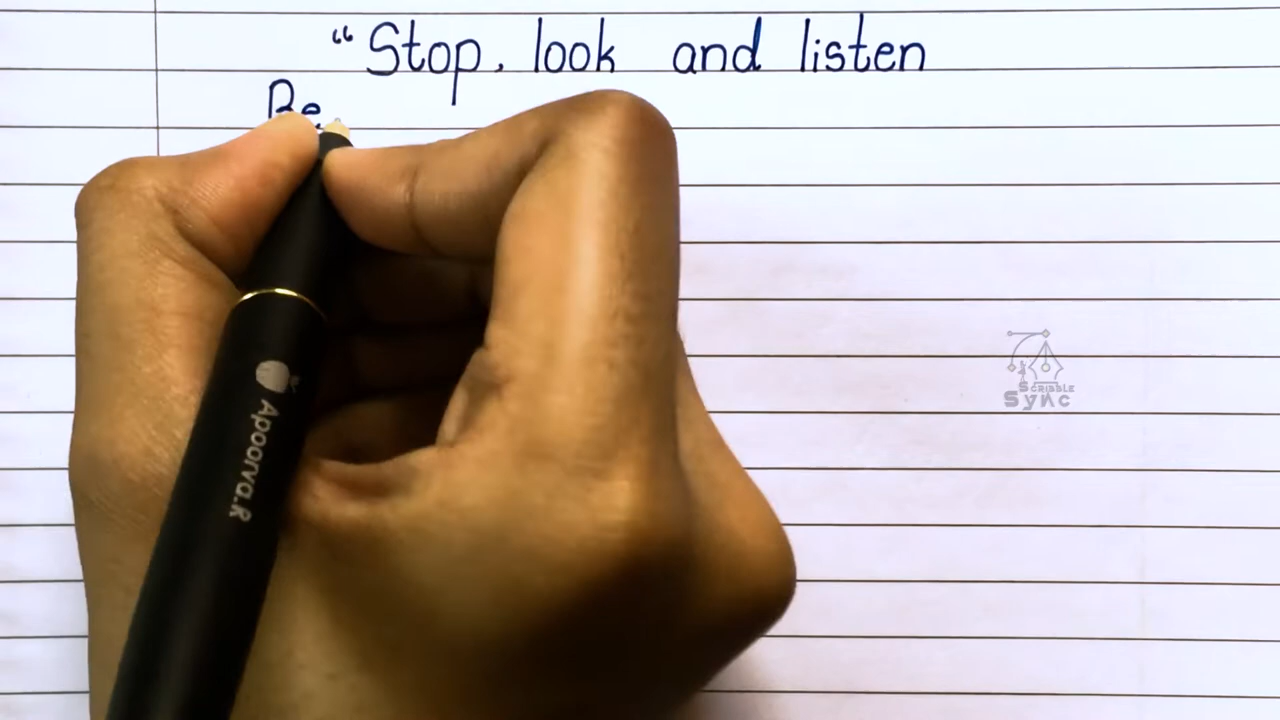 “Stop, look and listen
Be
Apoorva.R
SCRIBBLE
Sync